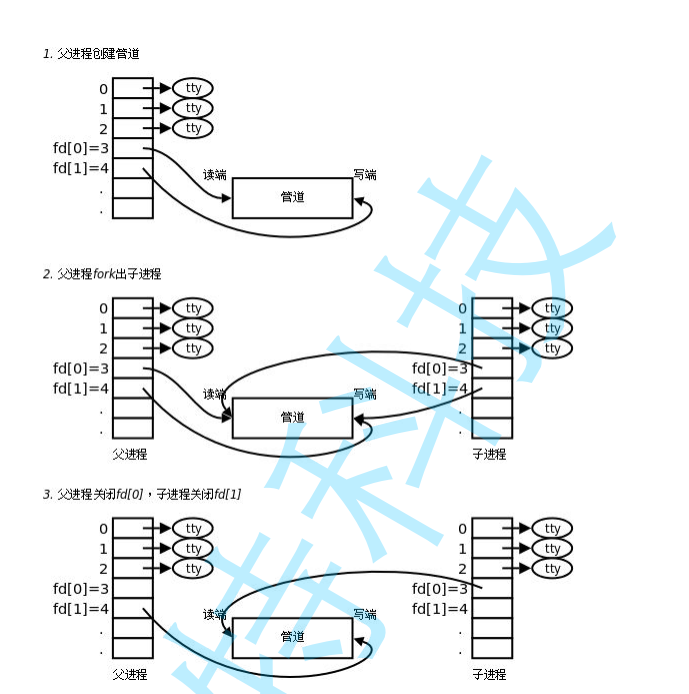 1. 父进程创建管道
0 tty
1 tty
2 tty
fd[0]=3
fd[1]=4 读端 写端
.
管道
.
2. 父进程fork出子进程
0 tty 0 tty
1 tty 1 tty
2 tty 2 tty
fd[0]=3 fd[0]=3
fd[1]=4 读端 写端 fd[1]=4
. 管道 .
. .
父进程 子进程
3. 父进程关闭fd[0]，子进程关闭fd[1]
0 tty 0 tty
1 tty 1 tty
2 tty 2 tty
fd[0]=3 fd[0]=3
fd[1]=4 读端 写端 fd[1]=4
. 管道 .
. .
父进程 子进程
特科技